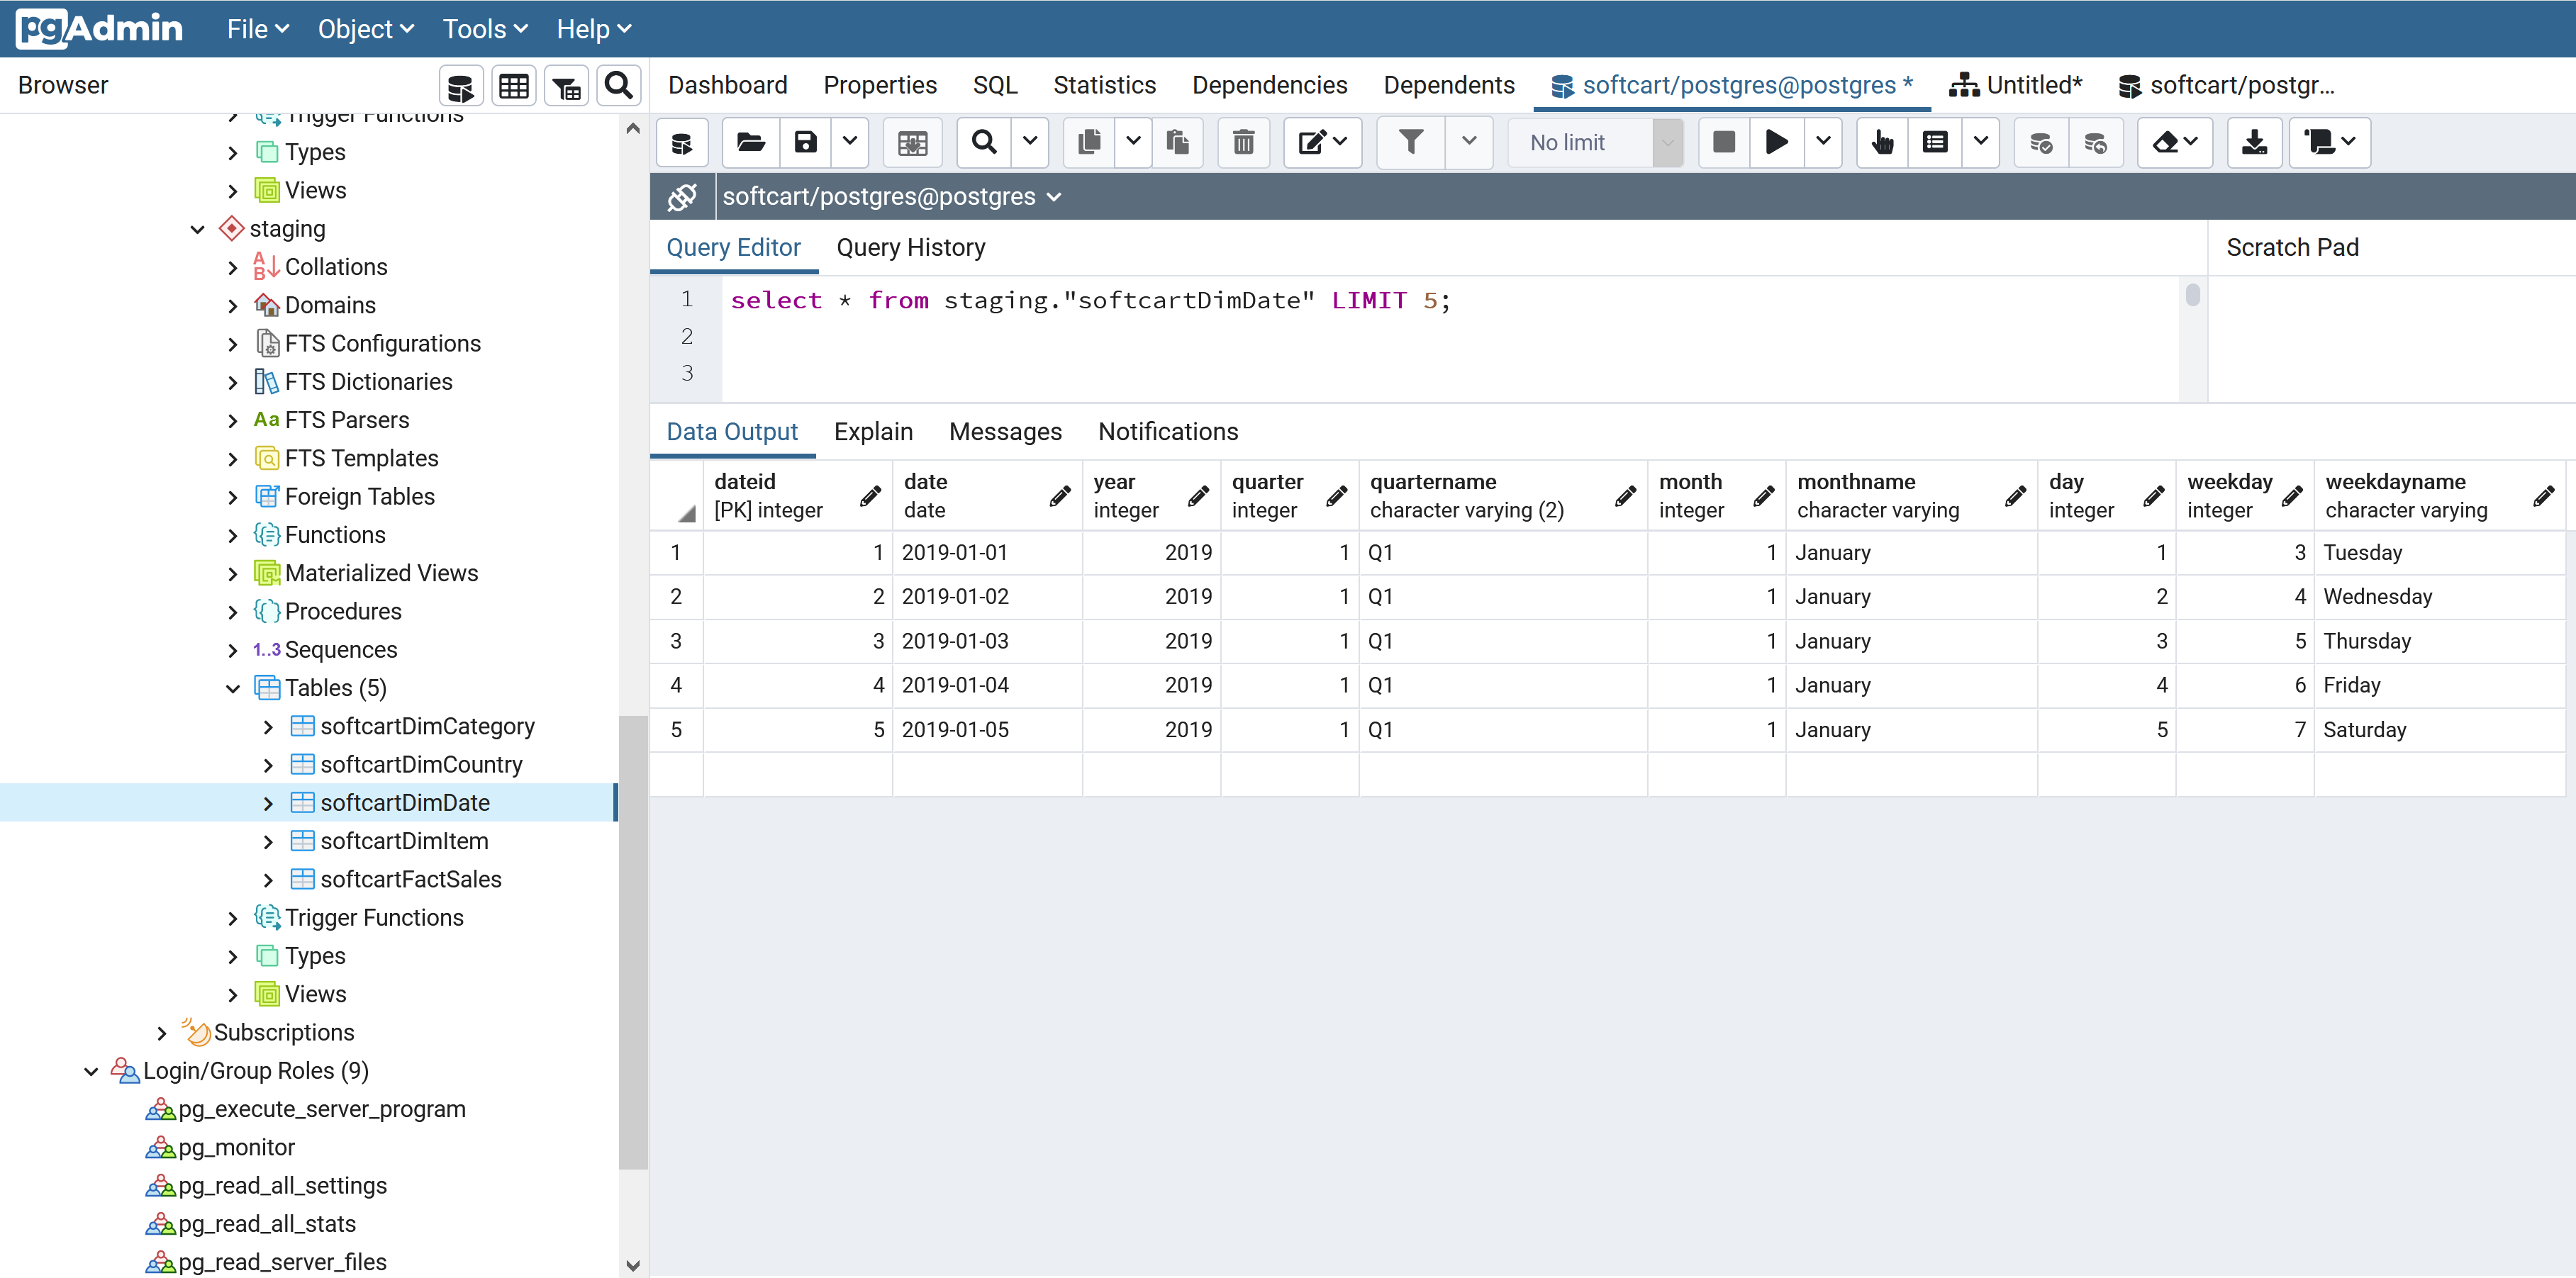 pgAdmin File Object Tools Help
Browser
Dashboard Properties SQL Statistics Dependencies Dependents softcart/postgres@postgres * Untitled* softcart/postgr...
Trigger Functions
Types
Views
staging
Collations
Domains
FTS Configurations
FTS Dictionaries
Aa FTS Parsers
FTS Templates
Foreign Tables
Functions
Materialized Views
Procedures
1..3 Sequences
Tables (5)
softcartDimCategory
softcartDimCountry
softcartDimDate
softcartDimItem
softcartFactSales
Trigger Functions
Types
Views
Subscriptions
Login/Group Roles (9)
pg_execute_server_program
pg_monitor
pg_read_all_settings
pg_read_all_stats
pg_read_server_files
No limit
softcart/postgres@postgres
Query Editor Query History Scratch Pad
1 select * from staging."softcartDimDate" LIMIT 5;
2
3
Data Output Explain Messages Notifications
dateid date year quarter quartername month monthname day weekday weekdayname
[PK] integer date integer integer character varying (2) integer character varying integer integer character varying
1 1 2019-01-01 2019 1 Q1 1 January 1 3 Tuesday
2 2 2019-01-02 2019 1 Q1 1 January 2 4 Wednesday
3 3 2019-01-03 2019 1 Q1 1 January 3 5 Thursday
4 4 2019-01-04 2019 1 Q1 1 January 4 6 Friday
5 5 2019-01-05 2019 1 Q1 1 January 5 7 Saturday